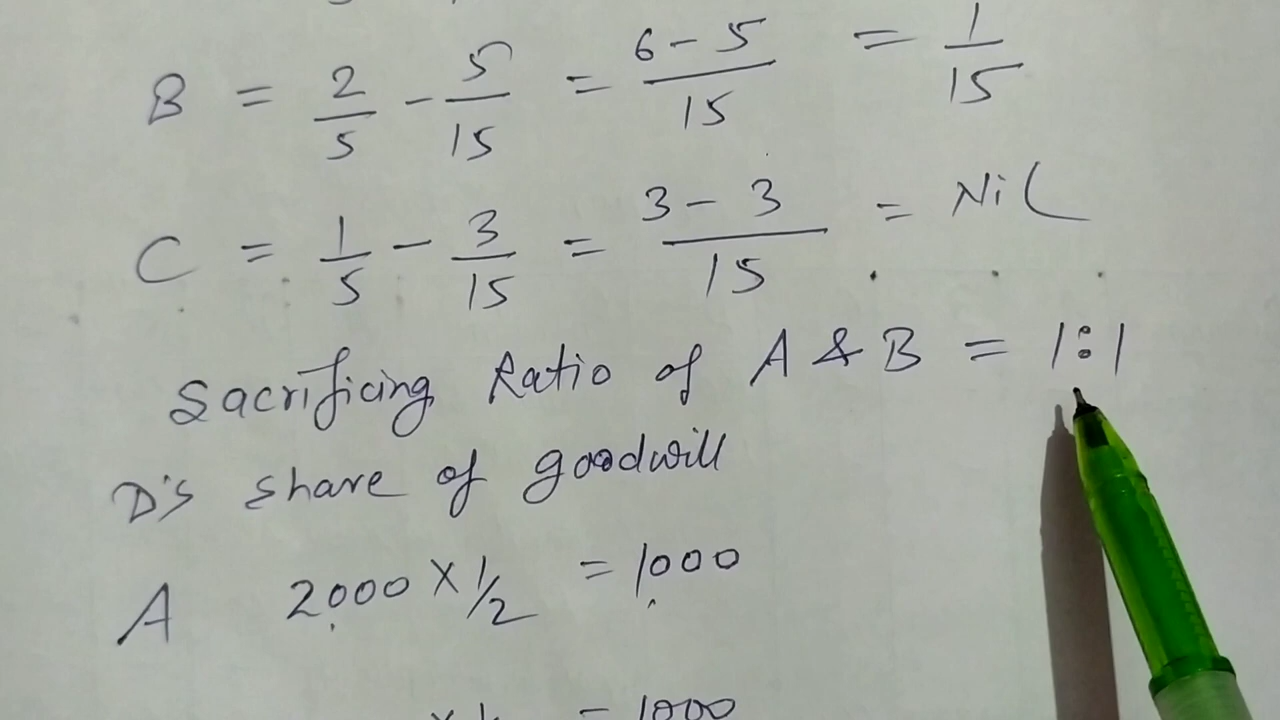 B = 2/5 - 5/15 = 6 - 5/15 = 1/15
C = 1/5 - 3/15 = 3 - 3/15 = Nil
Sacrificing Ratio of A & B = 1:1
D's share of goodwill
A 2000 x 1/2 = 1000
= 1000